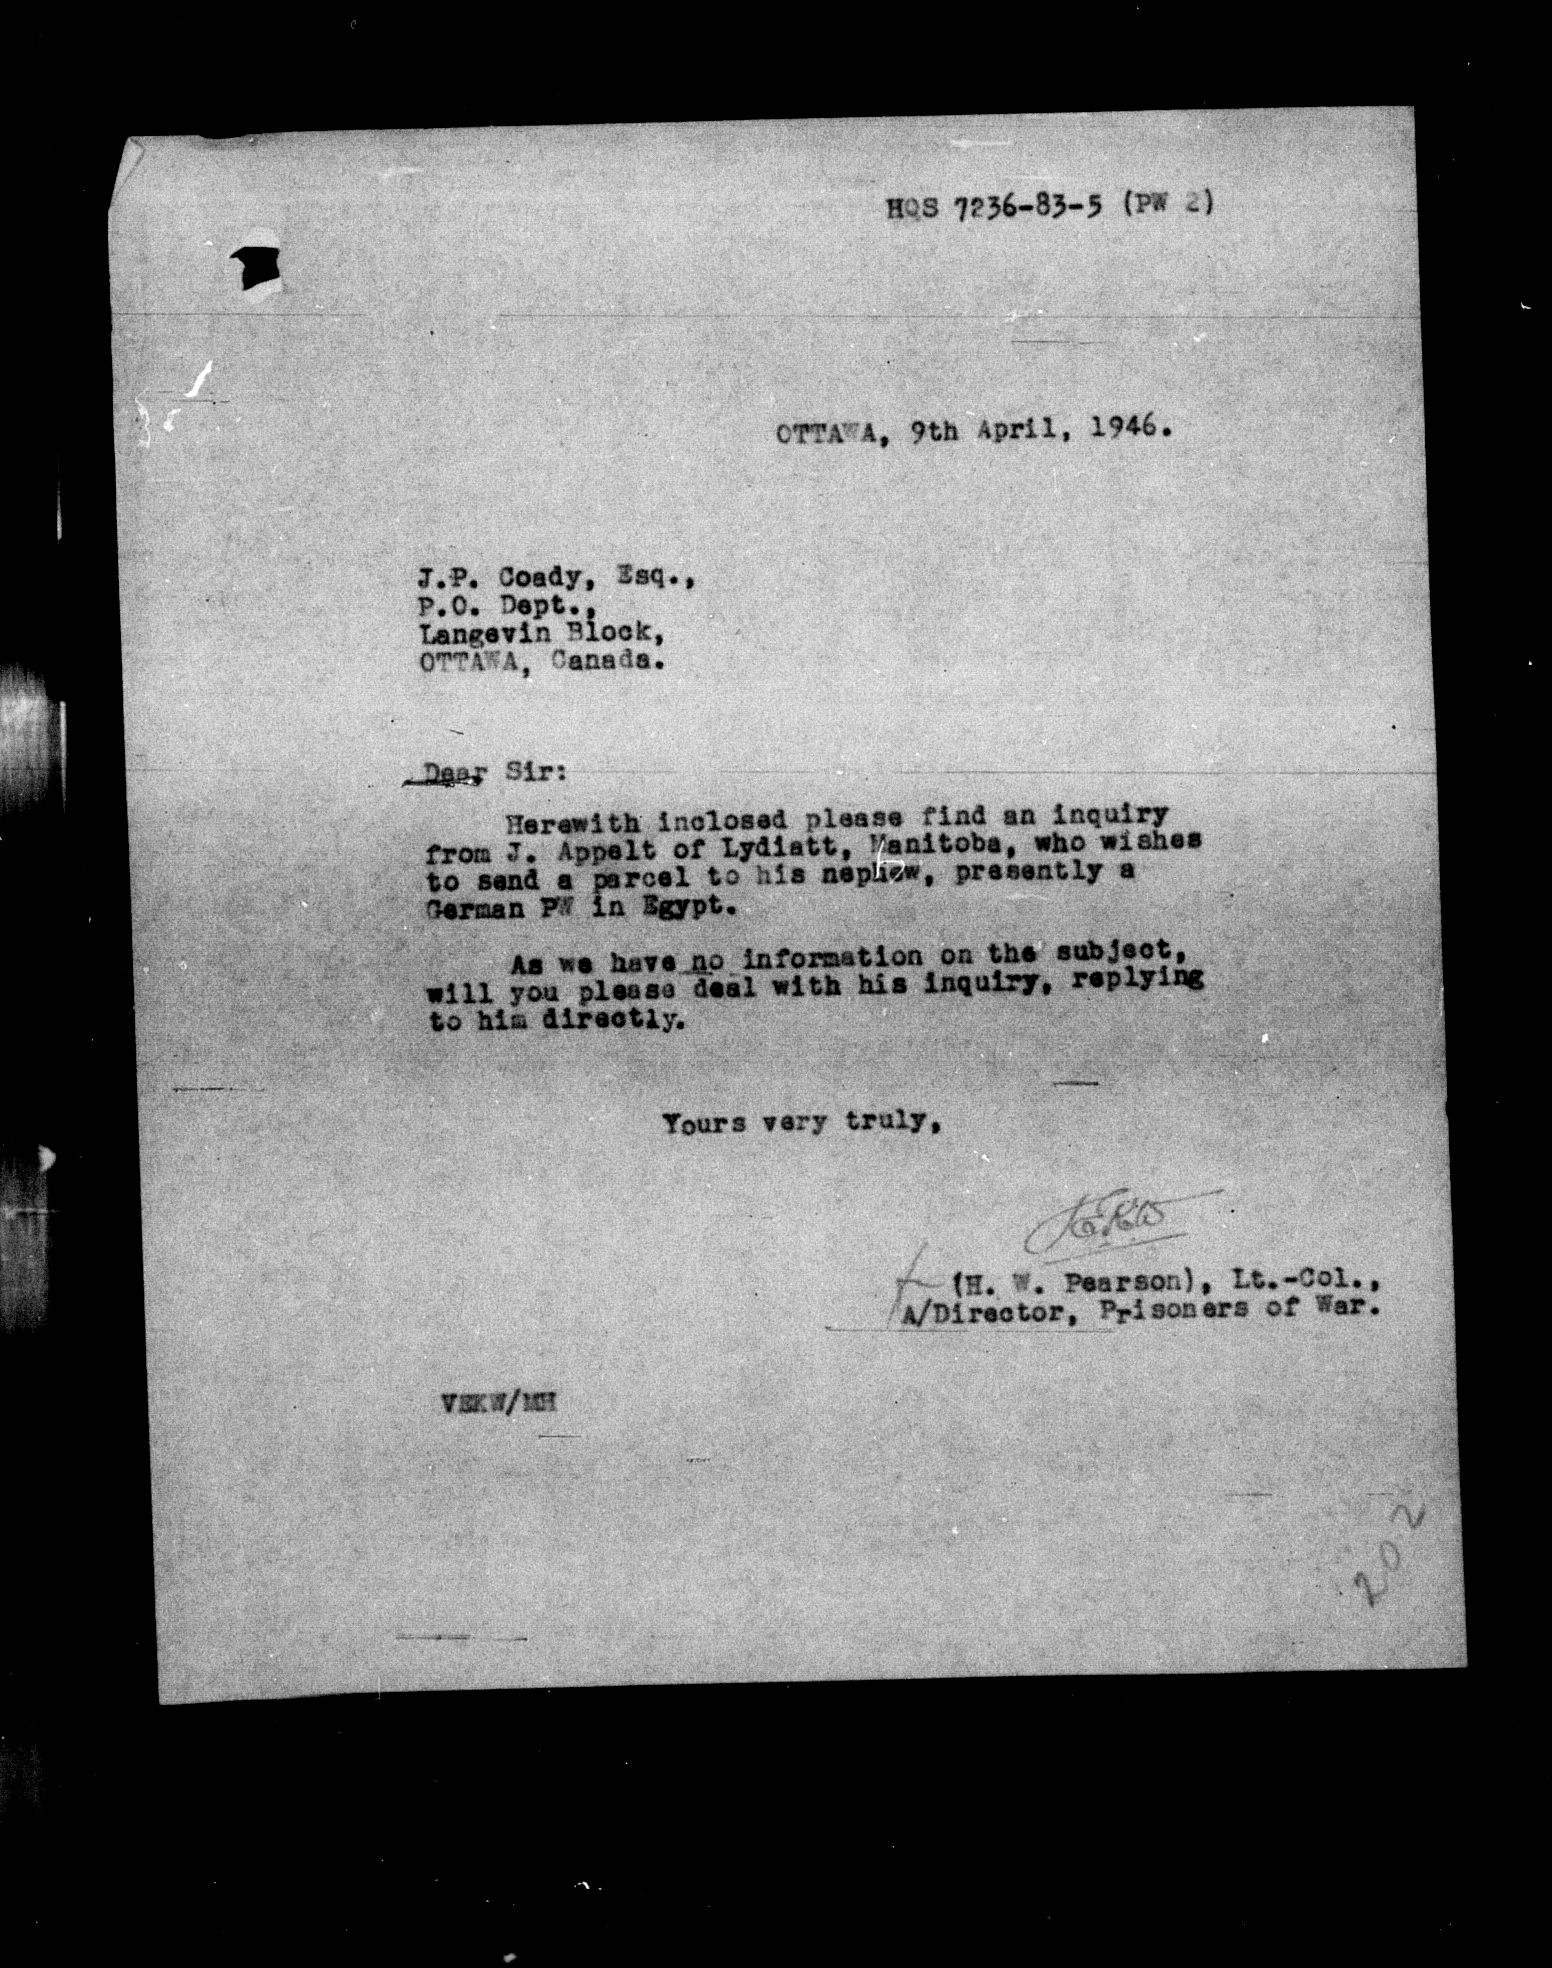 HQS 7236-83-5 (PW 2)
OTTAWA, 9th April, 1946.
J.P. Coady, Esq.,
P.O. Dept.,
Langevin Block,
OTTAWA, Canada.
Dear Sir:
Herewith inclosed please find an inquiry
from J. Appelt of Lydiatt, Manitoba, who wishes
to send a parcel to his nephew, presently a
German PW in Egypt.
As we have no information on the subject,
will you please deal with his inquiry, replying
to him directly.
Yours very truly,
(H. W. Pearson), Lt.-Col.,
A/Director, Prisoners of War.
VEKW/MH
202